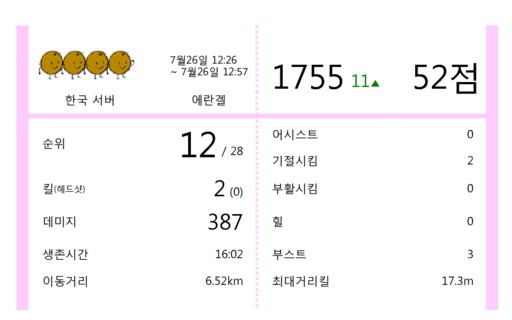 7월26일 12:26
~ 7월26일 12:57
한국 서버
에란겔
1755 11▲
52점
순위
12 / 28
킬(헤드샷)
2 (0)
데미지
387
생존시간
16:02
이동거리
6.52km
어시스트
0
기절시킴
2
부활시킴
0
힐
0
부스트
3
최대거리킬
17.3m